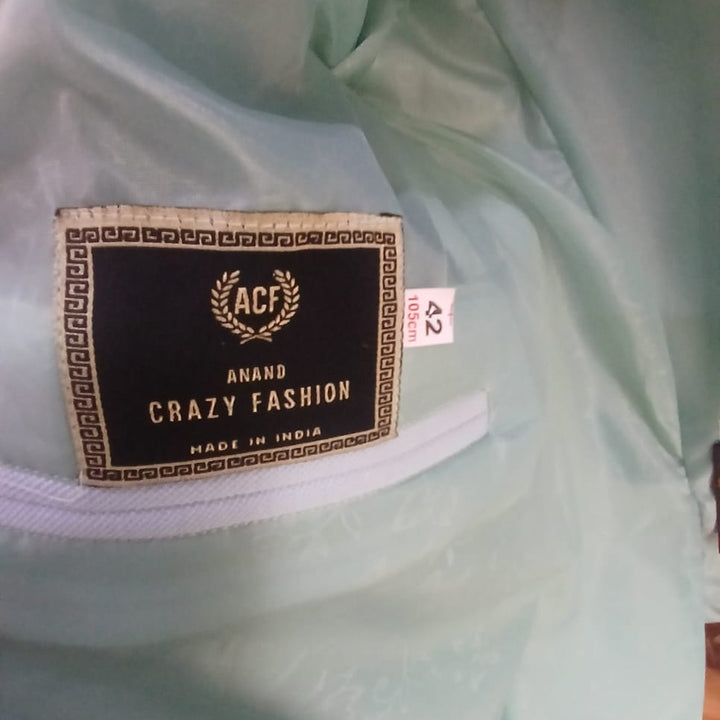 ACF
ANAND
CRAZY FASHION
MADE IN INDIA
42
105cm